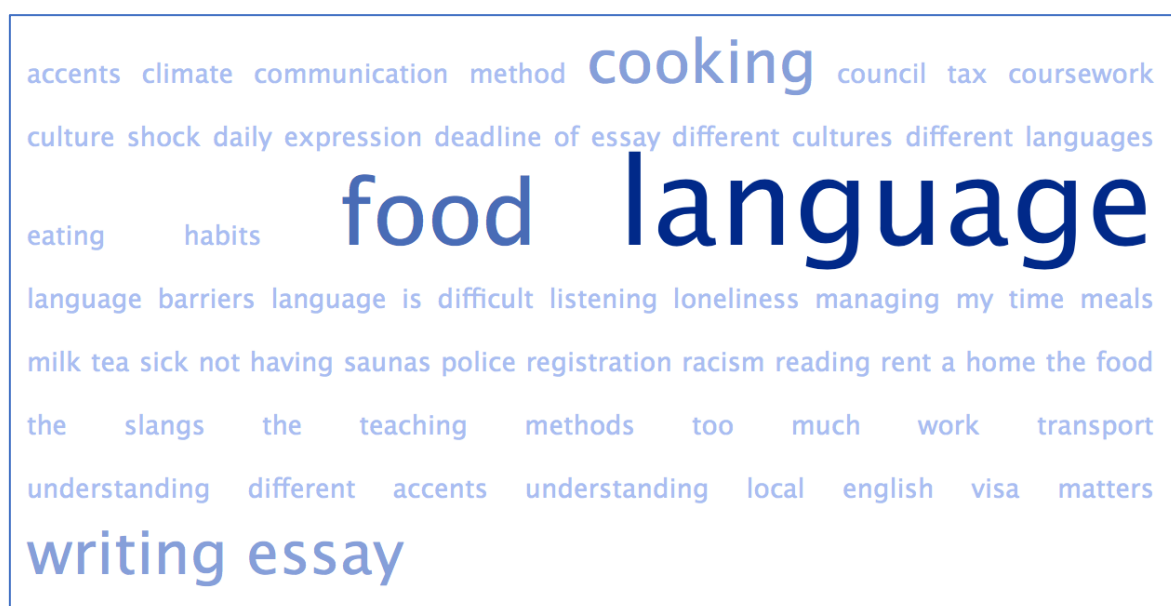 accents climate communication method cooking council tax coursework
culture shock daily expression deadline of essay different cultures different languages
eating habits food language
language barriers language is difficult listening loneliness managing my time meals
milk tea sick not having saunas police registration racism reading rent a home the food
the slangs the teaching methods too much work transport
understanding different accents understanding local english visa matters
writing essay